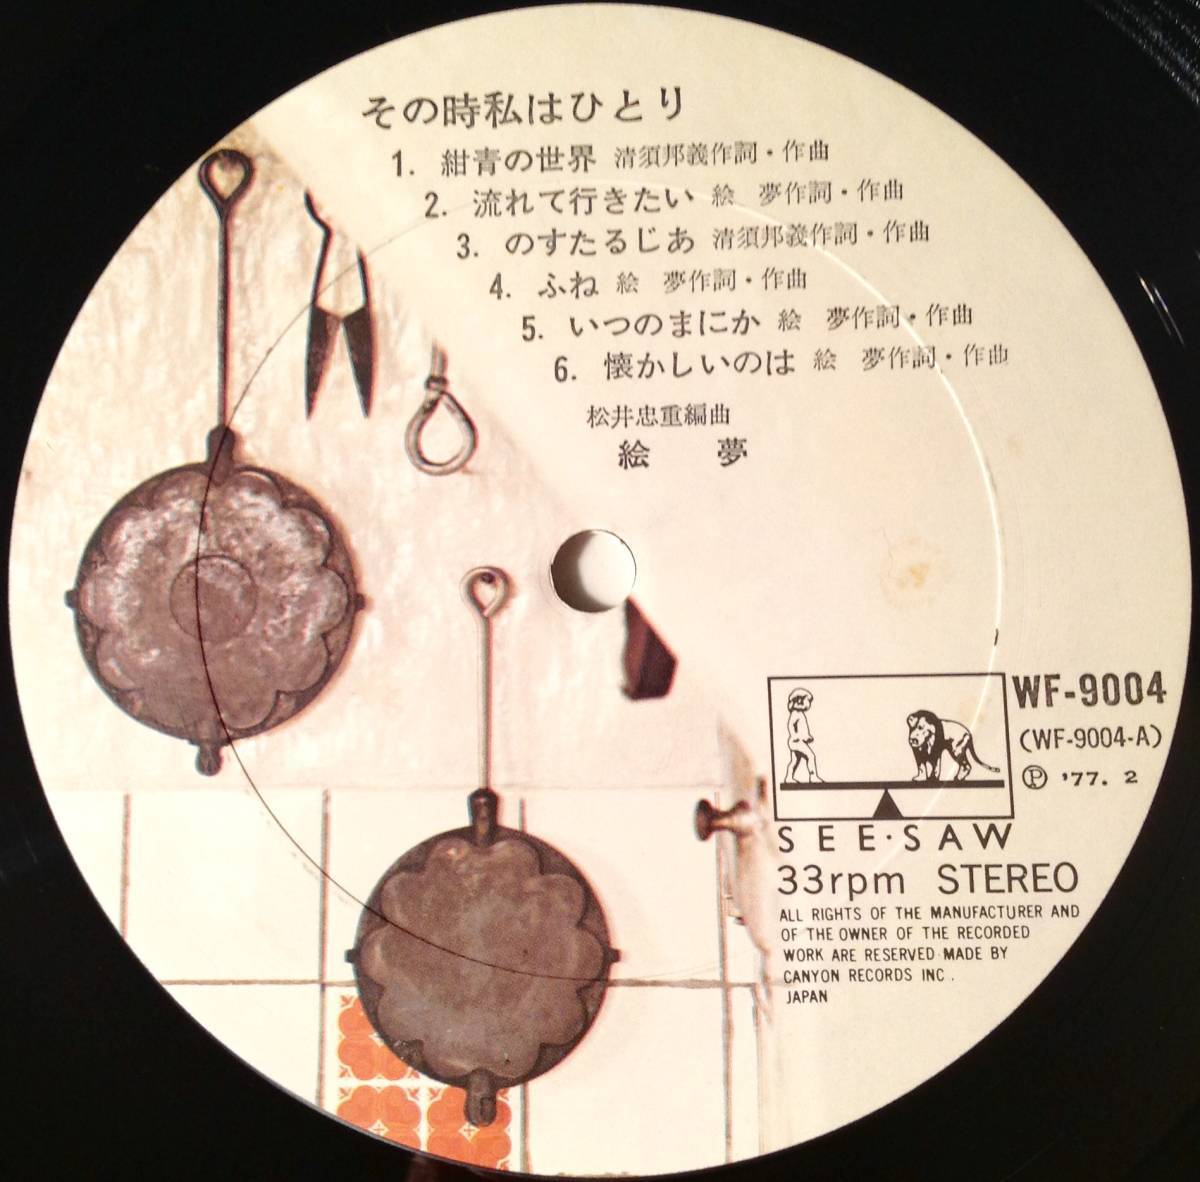 その時私はひとり
1. 紺青の世界 清須邦義作詞・作曲
2. 流れて行きたい 絵 夢作詞・作曲
3. のすたるじあ 清須邦義作詞・作曲
4. ふね 絵 夢作詞・作曲
5. いつのまにか 絵 夢作詞・作曲
6. 懐かしいのは 絵 夢作詞・作曲
松井忠重編曲
絵 夢
WF-9004
(WF-9004-A)
Ⓟ '77. 2
SEE・SAW
33rpm STEREO
ALL RIGHTS OF THE MANUFACTURER AND
OF THE OWNER OF THE RECORDED
WORK ARE RESERVED·MADE BY
CANYON RECORDS INC.
JAPAN